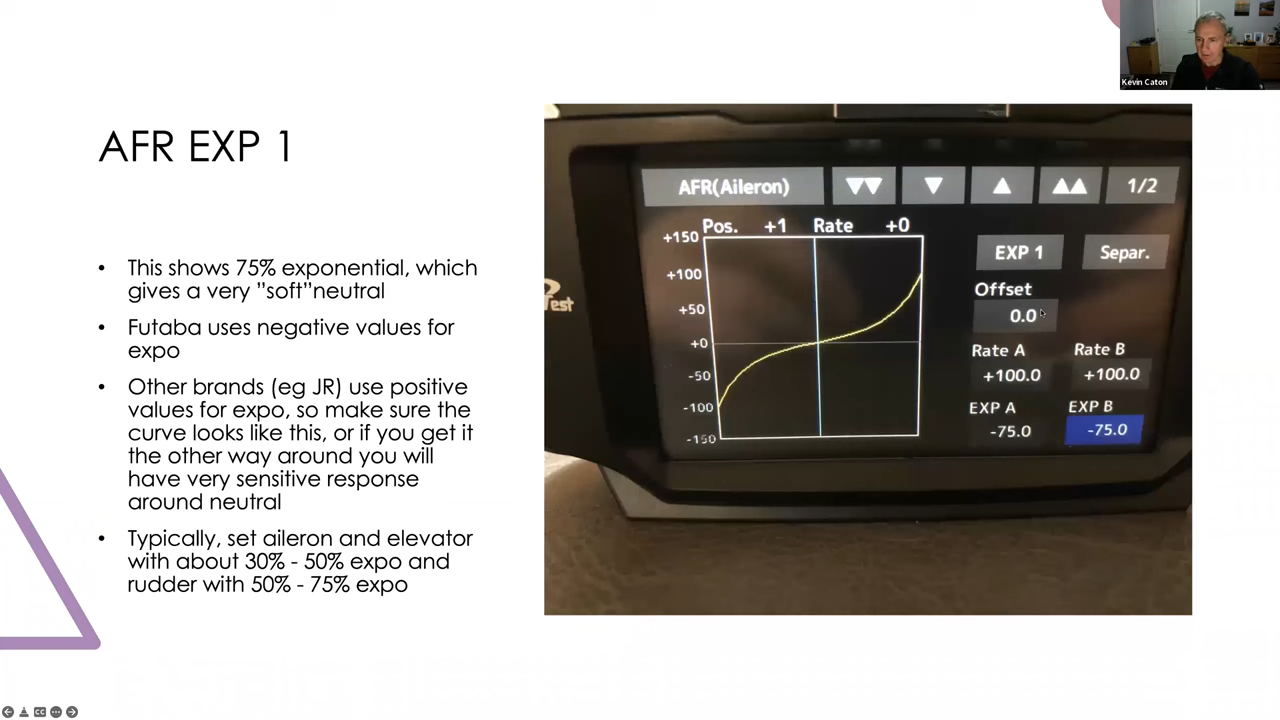 Kevin Caton
AFR EXP 1
• This shows 75% exponential, which
gives a very ”soft”neutral
• Futaba uses negative values for
expo
• Other brands (eg JR) use positive
values for expo, so make sure the
curve looks like this, or if you get it
the other way around you will
have very sensitive response
around neutral
• Typically, set aileron and elevator
with about 30% - 50% expo and
rudder with 50% - 75% expo
AFR(Aileron)
1/2
Pos. +1 Rate +0
+150
+100
+50
+0
-50
-100
-150
EXP 1
Separ.
Offset
0.0
Rate A
Rate B
+100.0
+100.0
EXP A
EXP B
-75.0
-75.0
CC